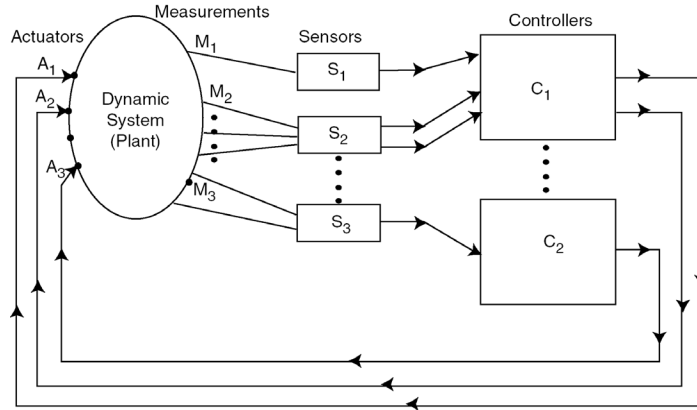 Measurements
Actuators
Controllers
Sensors
M1
A1
S1
A2
M2
C1
Dynamic
System
(Plant)
S2
A3
M3
S3
C2